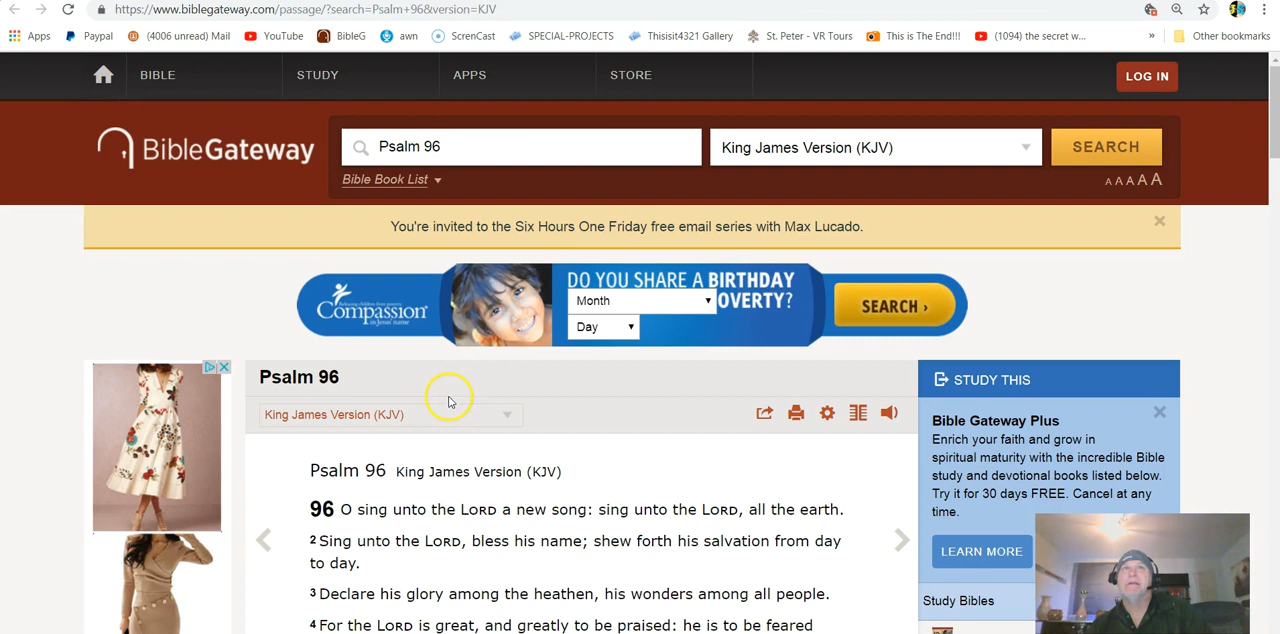 https://www.biblegateway.com/passage/?search=Psalm+96&version=KJV
Apps Paypal (4006 unread) Mail YouTube BibleG awn ScrenCast SPECIAL-PROJECTS Thisisit4321 Gallery St. Peter - VR Tours This is The End!!! (1094) the secret w... » Other bookmarks
BIBLE STUDY APPS STORE LOG IN
BibleGateway
Psalm 96 King James Version (KJV) SEARCH
Bible Book List
A A A A A
You're invited to the Six Hours One Friday free email series with Max Lucado.
Compassion
in Jesus' name
DO YOU SHARE A BIRTHDAY
Month OVERTY?
Day
SEARCH ›
Psalm 96
King James Version (KJV)
Psalm 96 King James Version (KJV)
96 O sing unto the LORD a new song: sing unto the LORD, all the earth.
2 Sing unto the LORD, bless his name; shew forth his salvation from day
to day.
3 Declare his glory among the heathen, his wonders among all people.
4 For the LORD is great, and greatly to be praised: he is to be feared
STUDY THIS
Bible Gateway Plus
Enrich your faith and grow in
spiritual maturity with the incredible Bible
study and devotional books listed below.
Try it for 30 days FREE. Cancel at any
time.
LEARN MORE
Study Bibles